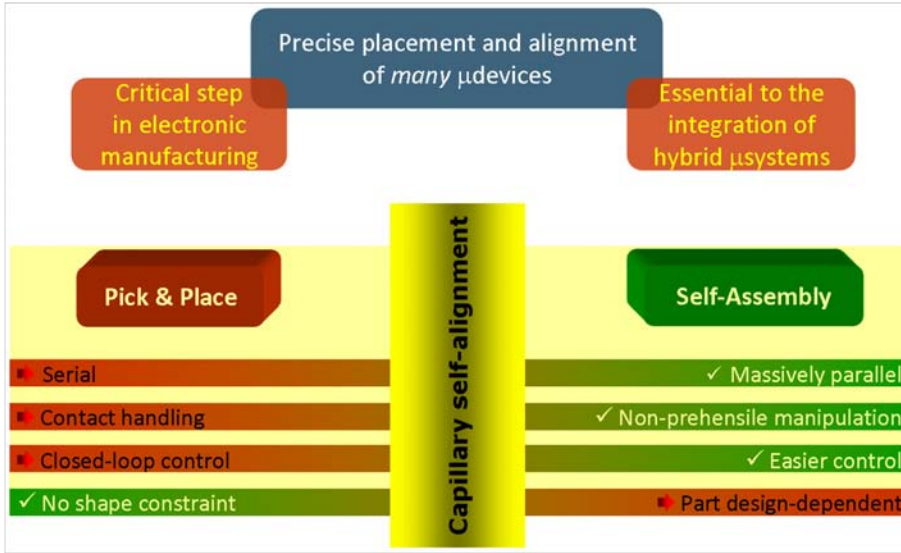 Precise placement and alignment
of many μdevices
Critical step
in electronic
manufacturing
Essential to the
integration of
hybrid μsystems
Capillary self-alignment
Pick & Place
Self-Assembly
Serial
✓ Massively parallel
Contact handling
✓ Non-prehensile manipulation
Closed-loop control
✓ Easier control
✓ No shape constraint
Part design-dependent